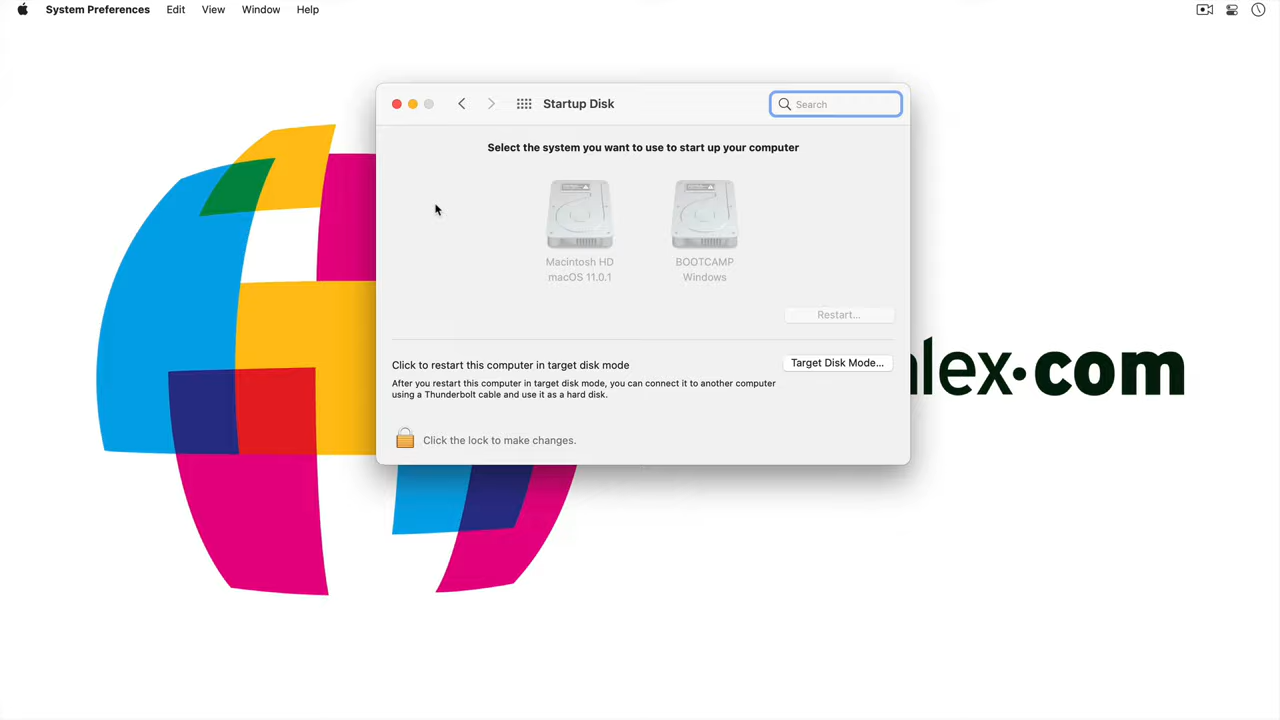 System Preferences Edit View Window Help
Startup Disk
Search
Select the system you want to use to start up your computer
Macintosh HD
macOS 11.0.1
BOOTCAMP
Windows
Restart...
Click to restart this computer in target disk mode
Target Disk Mode...
After you restart this computer in target disk mode, you can connect it to another computer
using a Thunderbolt cable and use it as a hard disk.
lex·com
Click the lock to make changes.